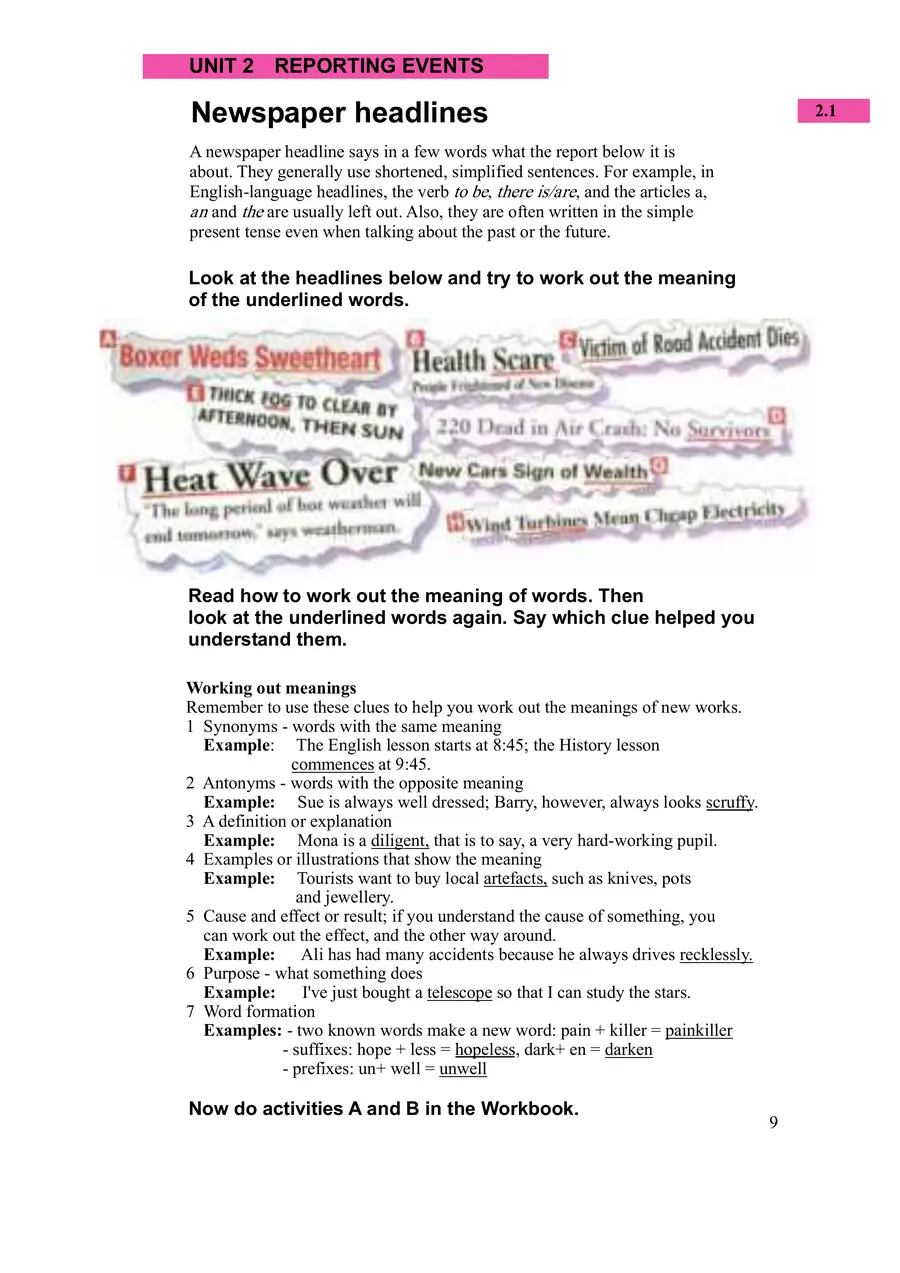 UNIT 2 REPORTING EVENTS
Newspaper headlines
2.1
A newspaper headline says in a few words what the report below it is
about. They generally use shortened, simplified sentences. For example, in
English-language headlines, the verb to be, there is/are, and the articles a,
an and the are usually left out. Also, they are often written in the simple
present tense even when talking about the past or the future.
Look at the headlines below and try to work out the meaning
of the underlined words.
A
Boxer Weds Sweetheart
Health Scare
People Frightened of New Disease
C
Victim of Road Accident Dies
E
THICK FOG TO CLEAR BY
AFTERNOON, THEN SUN
D
220 Dead in Air Crash: No Survivors
F
Heat Wave Over
"The long period of hot weather will
end tomorrow," says weatherman.
New Cars Sign of Wealth
H
Wind Turbines Mean Cheap Electricity
Read how to work out the meaning of words. Then
look at the underlined words again. Say which clue helped you
understand them.
Working out meanings
Remember to use these clues to help you work out the meanings of new works.
1 Synonyms - words with the same meaning
Example: The English lesson starts at 8:45; the History lesson
commences at 9:45.
2 Antonyms - words with the opposite meaning
Example: Sue is always well dressed; Barry, however, always looks scruffy.
3 A definition or explanation
Example: Mona is a diligent, that is to say, a very hard-working pupil.
4 Examples or illustrations that show the meaning
Example: Tourists want to buy local artefacts, such as knives, pots
and jewellery.
5 Cause and effect or result; if you understand the cause of something, you
can work out the effect, and the other way around.
Example: Ali has had many accidents because he always drives recklessly.
6 Purpose - what something does
Example: I've just bought a telescope so that I can study the stars.
7 Word formation
Examples: - two known words make a new word: pain + killer = painkiller
- suffixes: hope + less = hopeless, dark+ en = darken
- prefixes: un+ well = unwell
Now do activities A and B in the Workbook.
9